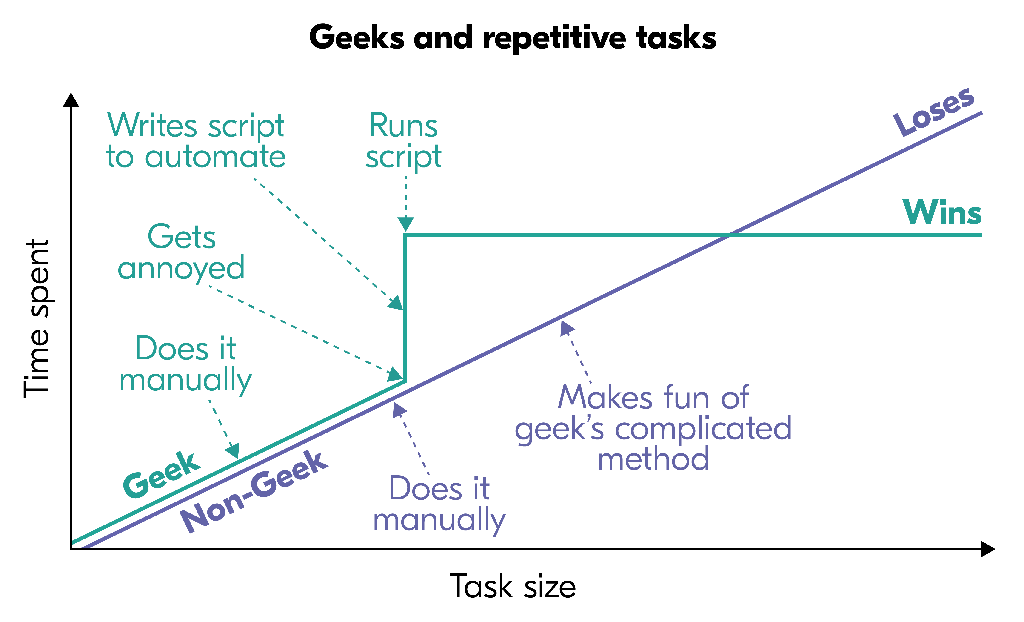 Geeks and repetitive tasks
Writes script
to automate
Runs
script
Loses
Wins
Gets
annoyed
Does it
manually
Geek
Non-Geek
Makes fun of
geek's complicated
method
Does it
manually
Time spent
Task size